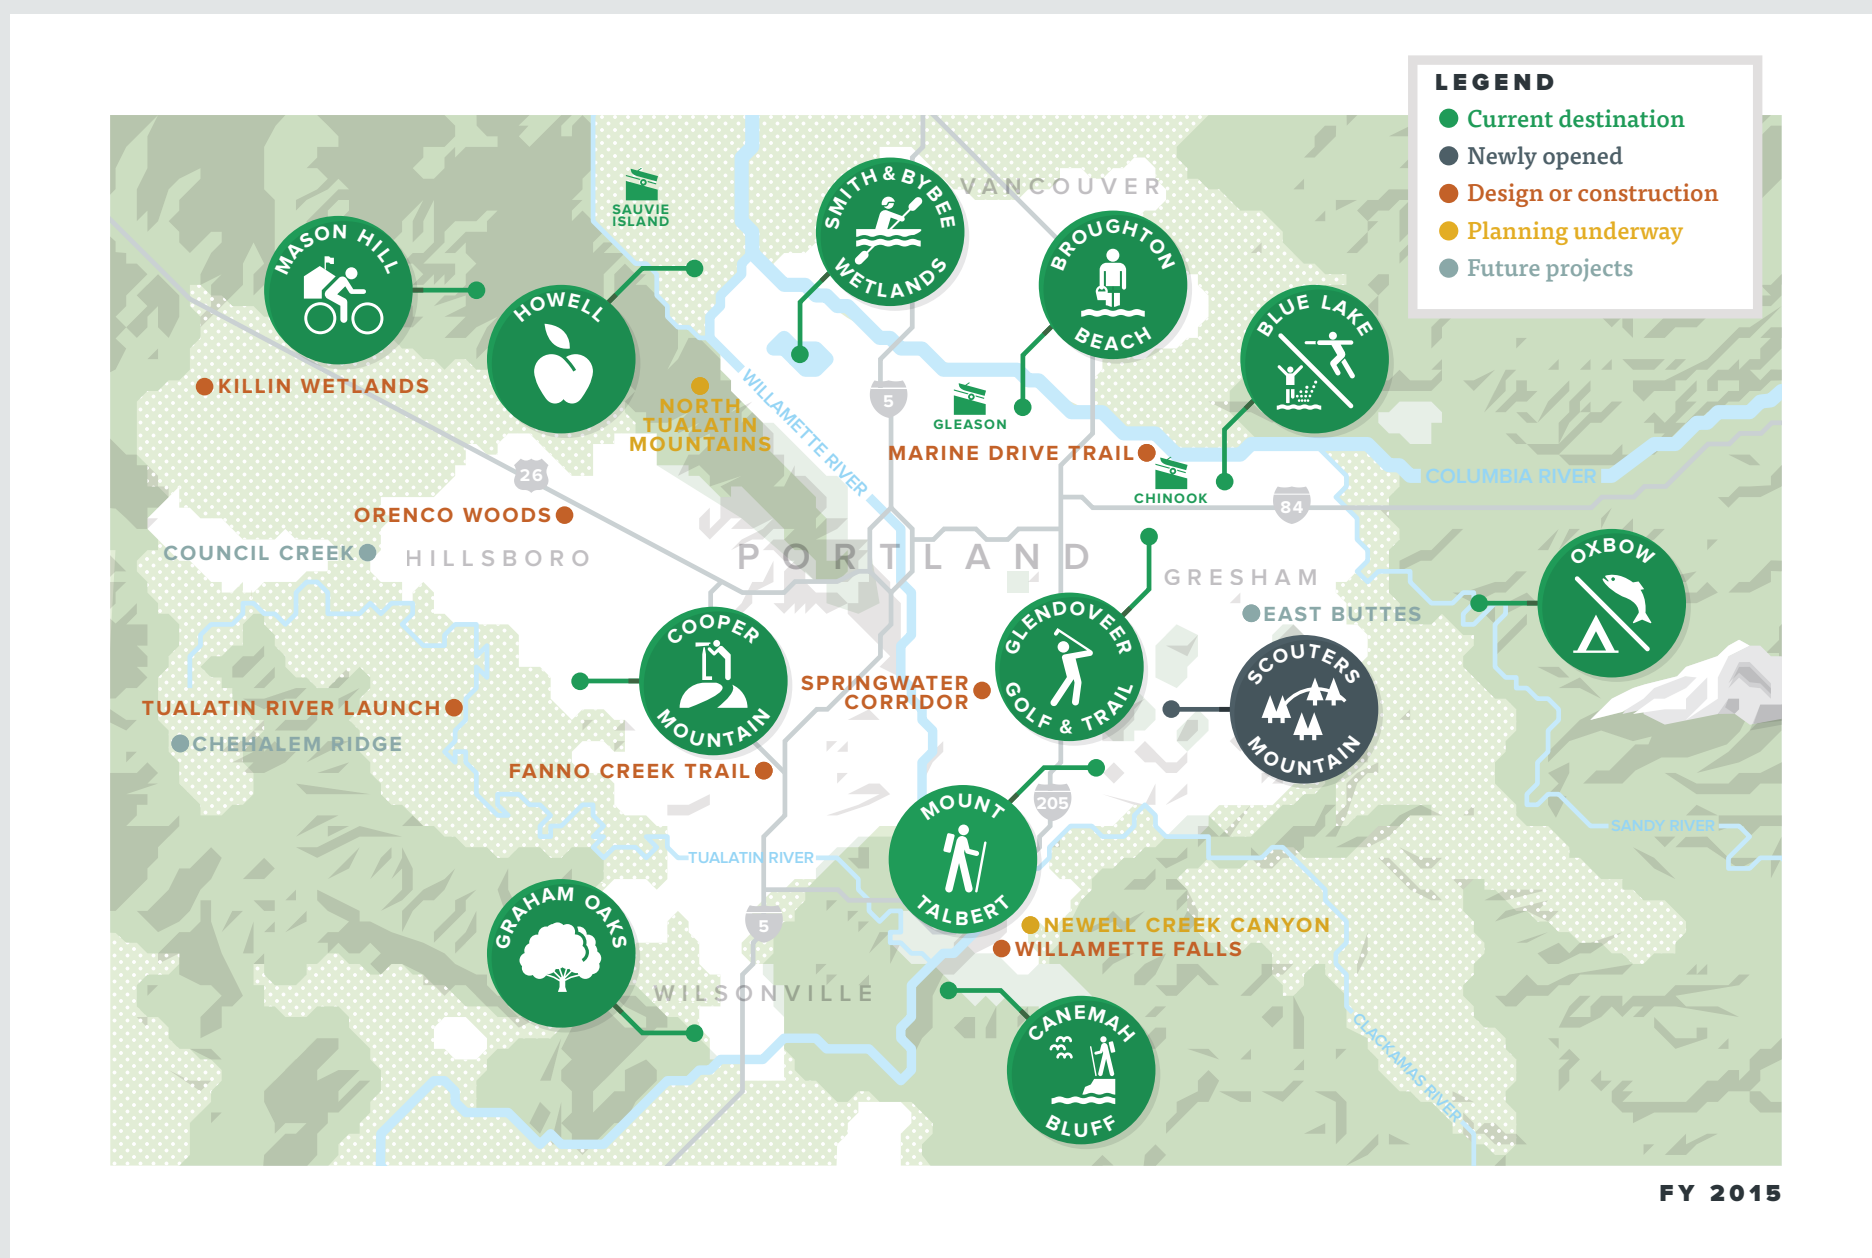 LEGEND
Current destination
Newly opened
Design or construction
Planning underway
Future projects
SAUVIE
ISLAND
SMITH & BYBEE
WETLANDS
VANCOUVER
MASON HILL
HOWELL
BROUGHTON
BEACH
BLUE LAKE
KILLIN WETLANDS
NORTH
TUALATIN
MOUNTAINS
WILLAMETTE RIVER
5
GLEASON
MARINE DRIVE TRAIL
CHINOOK
COLUMBIA RIVER
26
84
ORENCO WOODS
COUNCIL CREEK
HILLSBORO
PORTLAND
GRESHAM
OXBOW
EAST BUTTES
COOPER
MOUNTAIN
GLENDOVEER
GOLF & TRAIL
SCOUTERS
MOUNTAIN
SPRINGWATER
CORRIDOR
TUALATIN RIVER LAUNCH
CHEHALEM RIDGE
FANNO CREEK TRAIL
205
MOUNT
TALBERT
SANDY RIVER
TUALATIN RIVER
GRAHAM OAKS
5
NEWELL CREEK CANYON
WILLAMETTE FALLS
WILSONVILLE
CANEMAH
BLUFF
CLACKAMAS RIVER
FY 2015